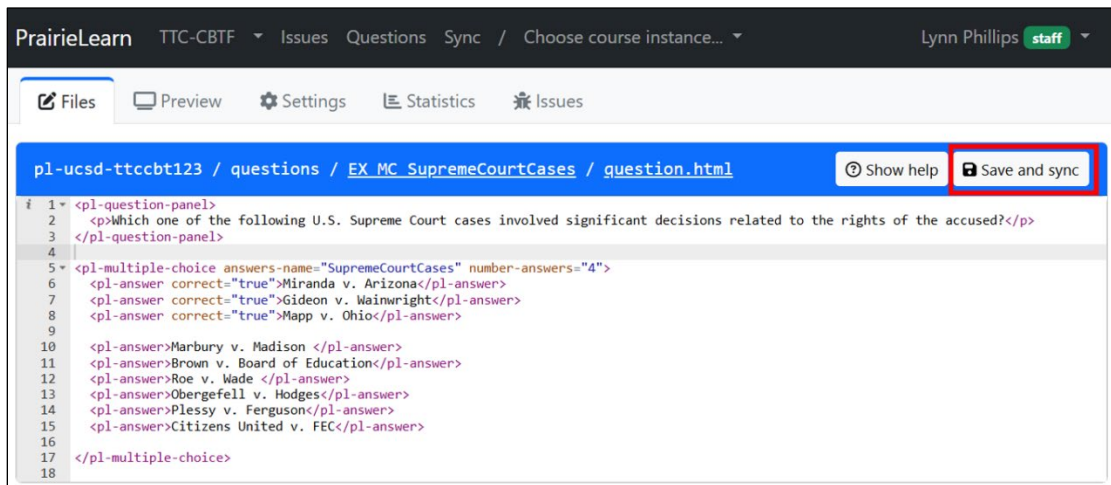 PrairieLearn TTC-CBTF Issues Questions Sync / Choose course instance... Lynn Phillips staff
Files Preview Settings Statistics Issues
pl-ucsd-ttccbt123 / questions / EX_MC_SupremeCourtCases / question.html Show help Save and sync
i 1 <pl-question-panel>
2 <p>Which one of the following U.S. Supreme Court cases involved significant decisions related to the rights of the accused?</p>
3 </pl-question-panel>
4
5 <pl-multiple-choice answers-name="SupremeCourtCases" number-answers="4">
6 <pl-answer correct="true">Miranda v. Arizona</pl-answer>
7 <pl-answer correct="true">Gideon v. Wainwright</pl-answer>
8 <pl-answer correct="true">Mapp v. Ohio</pl-answer>
9
10 <pl-answer>Marbury v. Madison </pl-answer>
11 <pl-answer>Brown v. Board of Education</pl-answer>
12 <pl-answer>Roe v. Wade </pl-answer>
13 <pl-answer>Obergefell v. Hodges</pl-answer>
14 <pl-answer>Plessy v. Ferguson</pl-answer>
15 <pl-answer>Citizens United v. FEC</pl-answer>
16
17 </pl-multiple-choice>
18